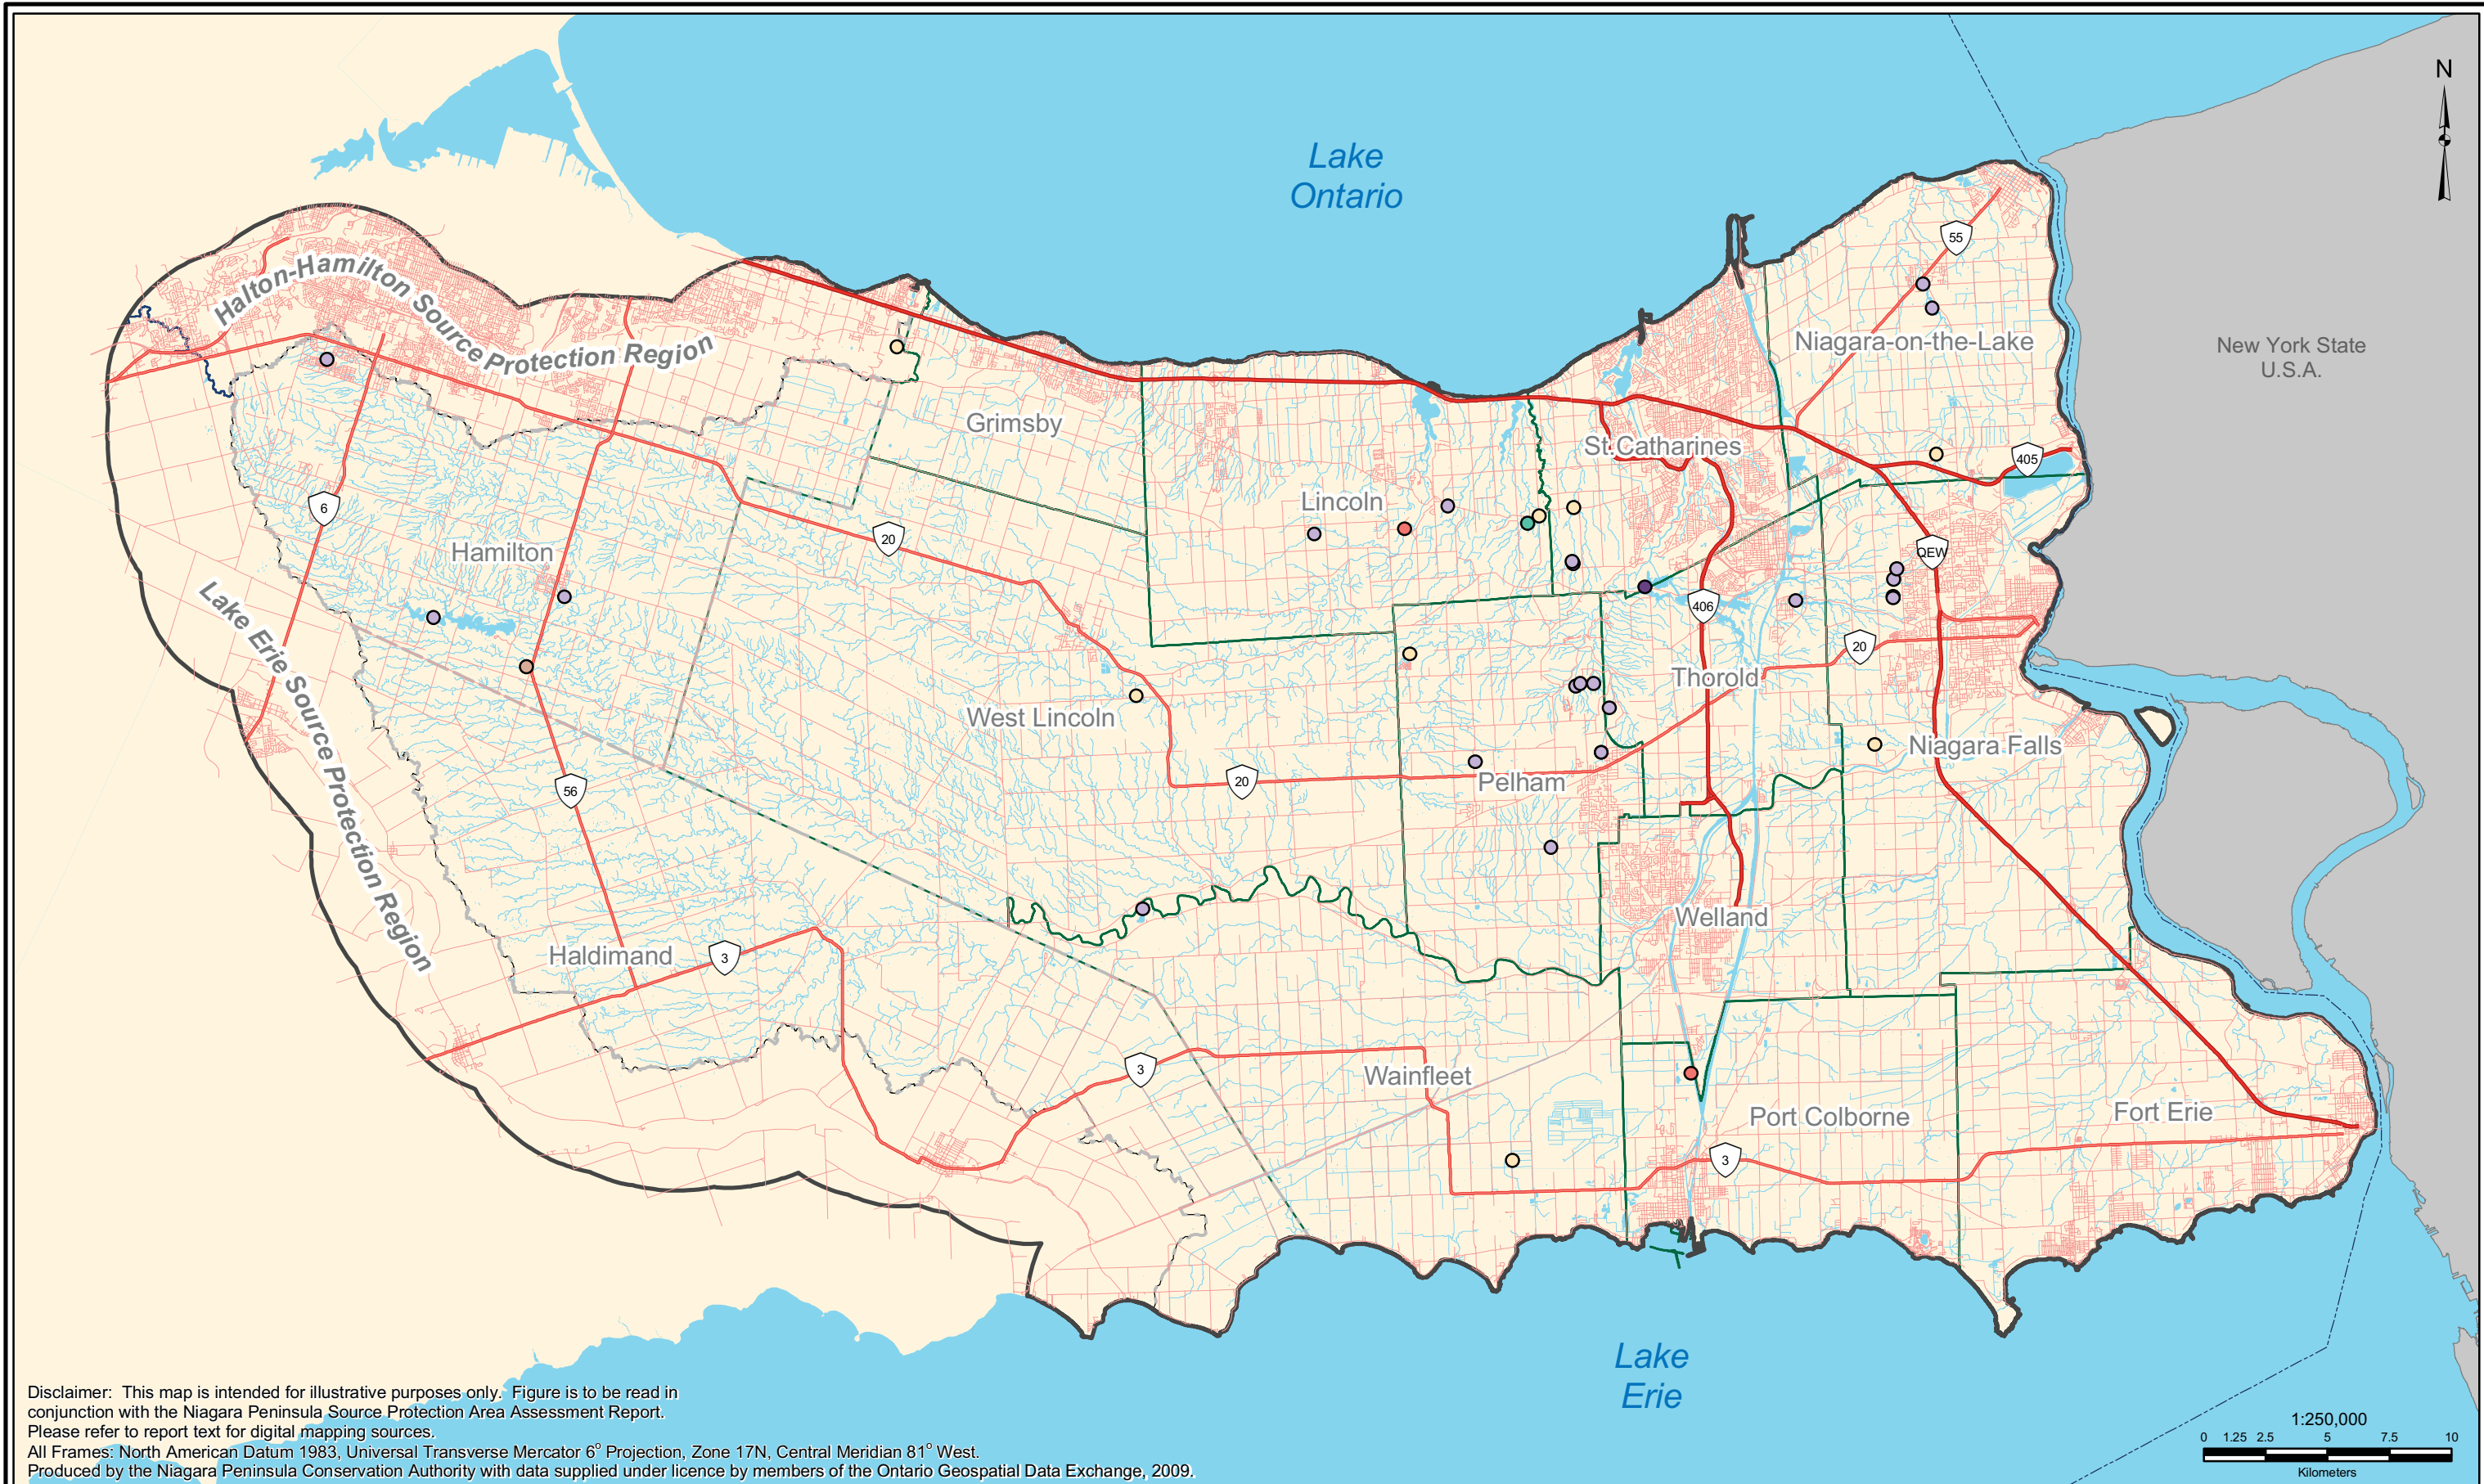 N
Lake
Ontario
55
Halton-Hamilton Source Protection Region
Niagara-on-the-Lake
New York State
U.S.A.
Grimsby
St.Catharines
405
Lincoln
6
20
Hamilton
QEW
406
20
Lake Erie Source Protection Region
Thorold
West Lincoln
Niagara Falls
20
Pelham
56
Welland
Haldimand
3
3
Wainfleet
Port Colborne
Fort Erie
3
Lake
Erie
Disclaimer: This map is intended for illustrative purposes only. Figure is to be read in
conjunction with the Niagara Peninsula Source Protection Area Assessment Report.
Please refer to report text for digital mapping sources.
All Frames: North American Datum 1983, Universal Transverse Mercator 6° Projection, Zone 17N, Central Meridian 81° West.
Produced by the Niagara Peninsula Conservation Authority with data supplied under licence by members of the Ontario Geospatial Data Exchange, 2009.
1:250,000
0 1.25 2.5 5 7.5 10
Kilometers